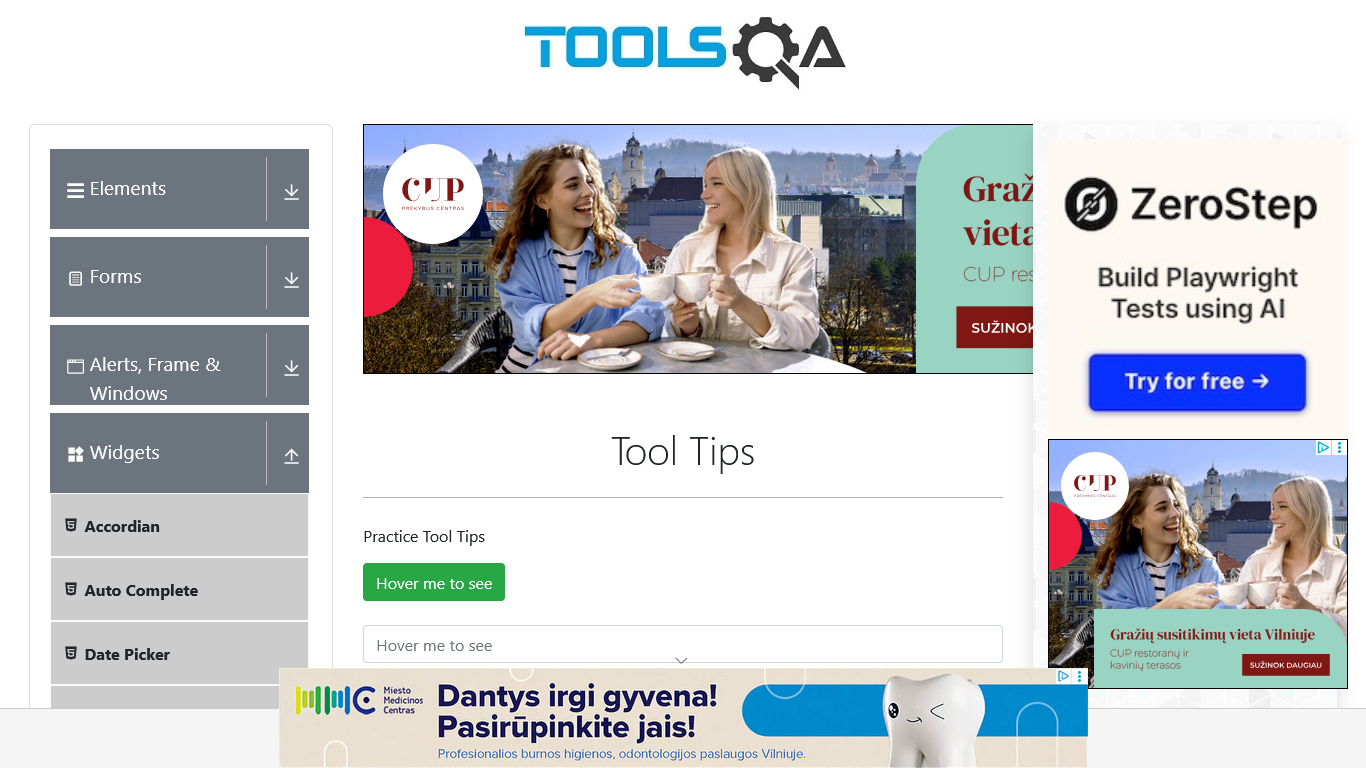 TOOLSQA
Elements
Forms
Alerts, Frame &
Windows
Widgets
Accordian
Auto Complete
Date Picker
CUP
PREKYBOS CENTRAS
Graž
vieta
CUP res
SUŽINOK
Tool Tips
Practice Tool Tips
Hover me to see
Hover me to see
ZeroStep
Build Playwright
Tests using AI
Try for free →
CUP
PREKYBOS CENTRAS
Gražių susitikimų vieta Vilniuje
CUP restoranų ir
kavinių terasos
SUŽINOK DAUGIAU
Miesto
Medicinos
Centras
Dantys irgi gyvena!
Pasirūpinkite jais!
Profesionalios burnos higienos, odontologijos paslaugos Vilniuje.